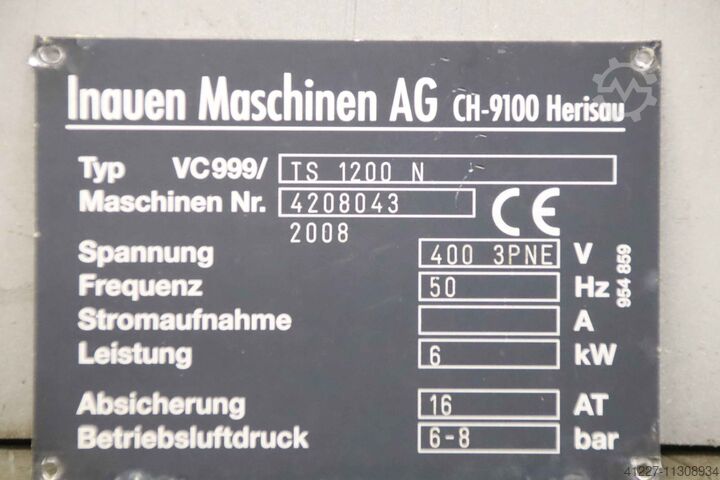 Inauen Maschinen AG CH-9100 Herisau
Typ VC999/ TS 1200 N
Maschinen Nr. 4208043
2008 CE
Spannung 400 3PNE V
Frequenz 50 Hz
Stromaufnahme A
Leistung 6 kW
954 859
Absicherung 16 AT
Betriebsluftdruck 6-8 bar
41227-11308934